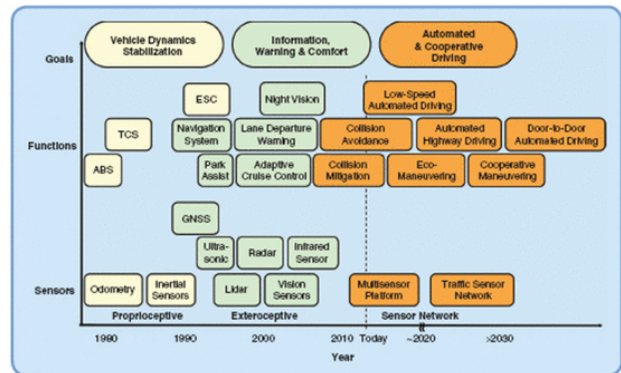 Goals
Vehicle Dynamics
Stabilization
Information,
Warning & Comfort
Automated
& Cooperative
Driving
Functions
ESC
Night Vision
Low-Speed
Automated Driving
TCS
Navigation
System
Lane Departure
Warning
Collision
Avoidance
Automated
Highway Driving
Door-to-Door
Automated Driving
ABS
Park
Assist
Adaptive
Cruise Control
Collision
Mitigation
Eco-
Maneuvering
Cooperative
Maneuvering
GNSS
Ultra-
sonic
Radar
Infrared
Sensor
Sensors
Odometry
Inertial
Sensors
Lidar
Vision
Sensors
Multisensor
Platform
Traffic Sensor
Network
Proprioceptive Exteroceptive Sensor Network
1980 1990 2000 2010 Today ~2020 >2030
Year